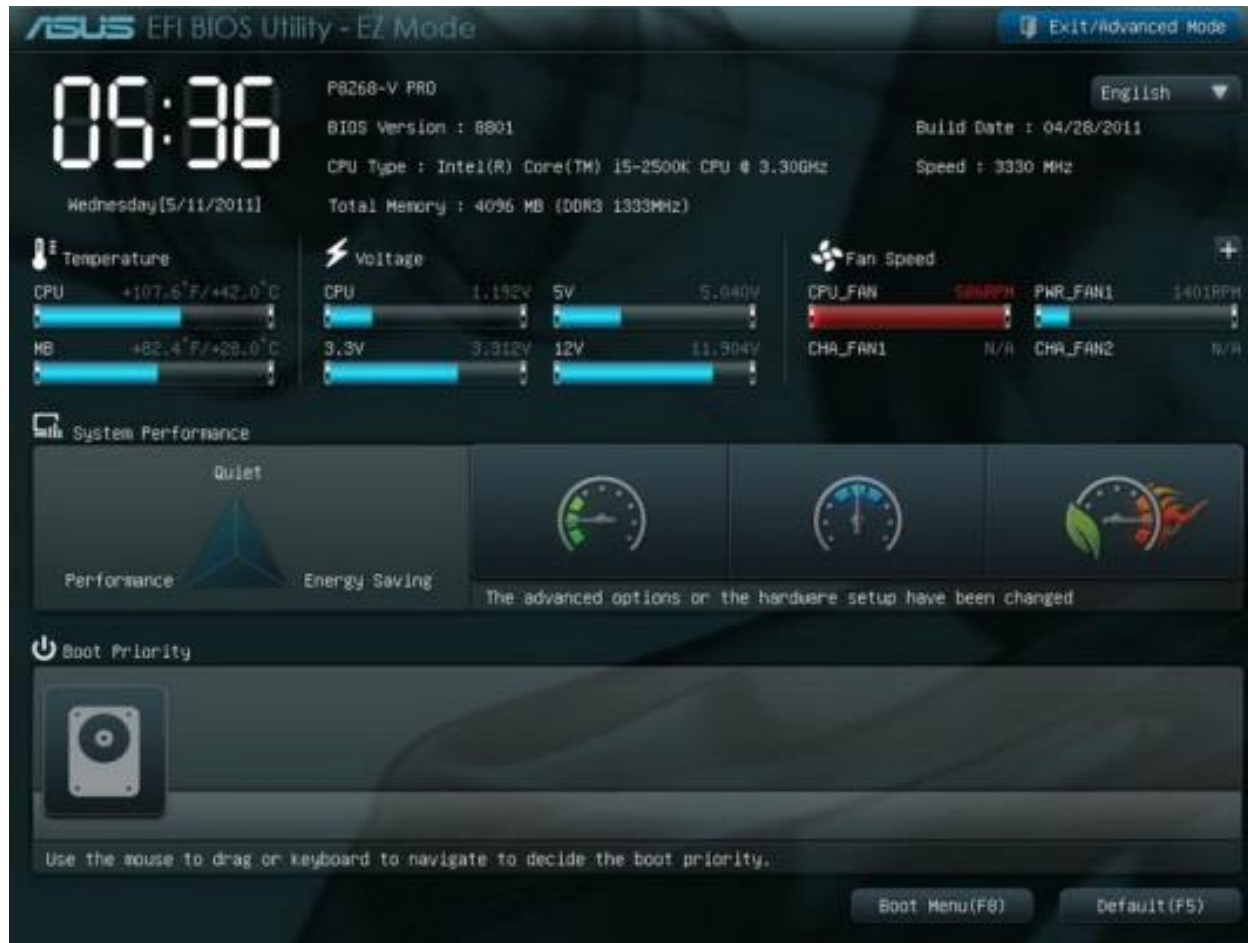 ASUS EFI BIOS Utility - EZ Mode
Exit/Advanced Mode
05:36
Wednesday[5/11/2011]
P8Z68-V PRO
English
BIOS Version : 8801
Build Date : 04/28/2011
CPU Type : Intel(R) Core(TM) i5-2500K CPU @ 3.30GHz
Speed : 3330 MHz
Total Memory : 4096 MB (DDR3 1333MHz)
Temperature
CPU +107.6°F/+42.0°C
MB +82.4°F/+28.0°C
Voltage
CPU 1.192V 5V 5.040V
3.3V 3.312V 12V 11.904V
Fan Speed
CPU_FAN 506RPM PWR_FAN1 1401RPM
CHA_FAN1 N/A CHA_FAN2 N/A
System Performance
Quiet
Performance
Energy Saving
The advanced options or the hardware setup have been changed
Boot Priority
Use the mouse to drag or keyboard to navigate to decide the boot priority.
Boot Menu(F8)
Default(F5)